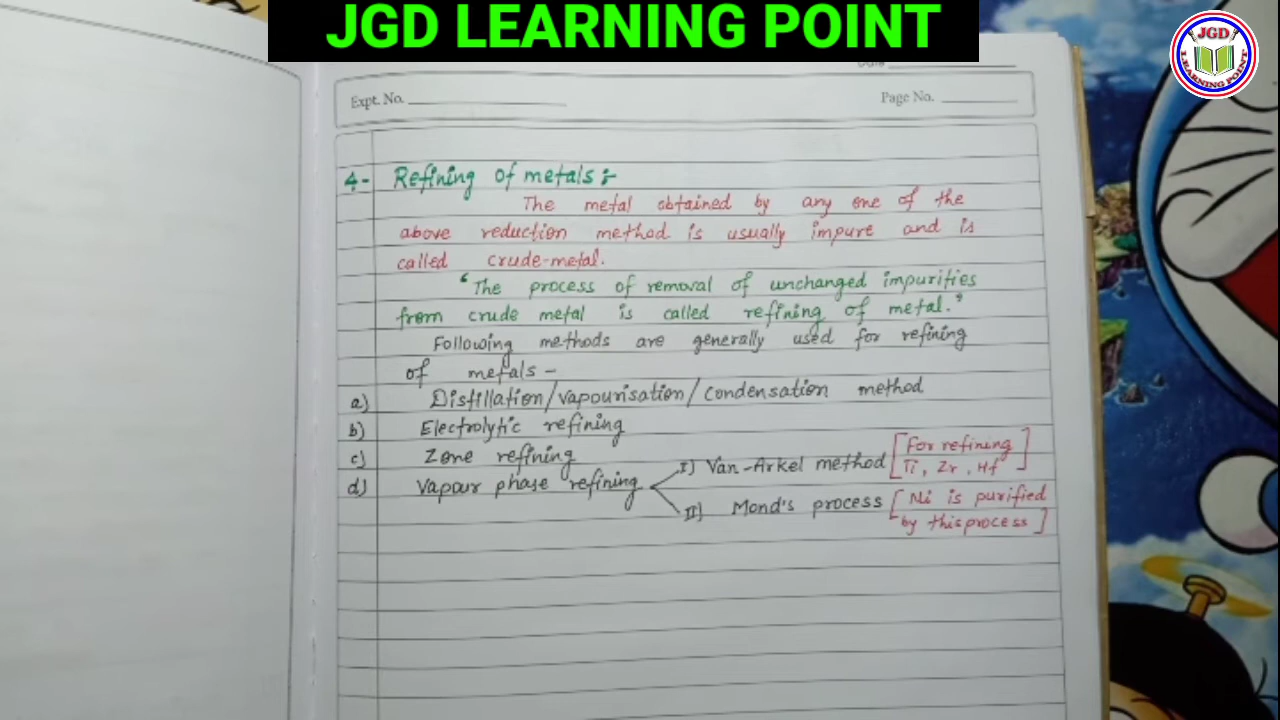 JGD LEARNING POINT
JGD
LEARNING POINT
Expt. No.
Page No.
4- Refining of metals :-
The metal obtained by any one of the
above reduction method is usually impure and is
called crude-metal.
‘The process of removal of unchanged impurities
from crude metal is called refining of metal.’
Following methods are generally used for refining
of metals -
a) Distillation/vapourisation/condensation method
b) Electrolytic refining
c) Zone refining
d) Vapour phase refining
I) Van-Arkel method [For refining
Ti, Zr, Hf]
II) Mond's process [Ni is purified
by this process]